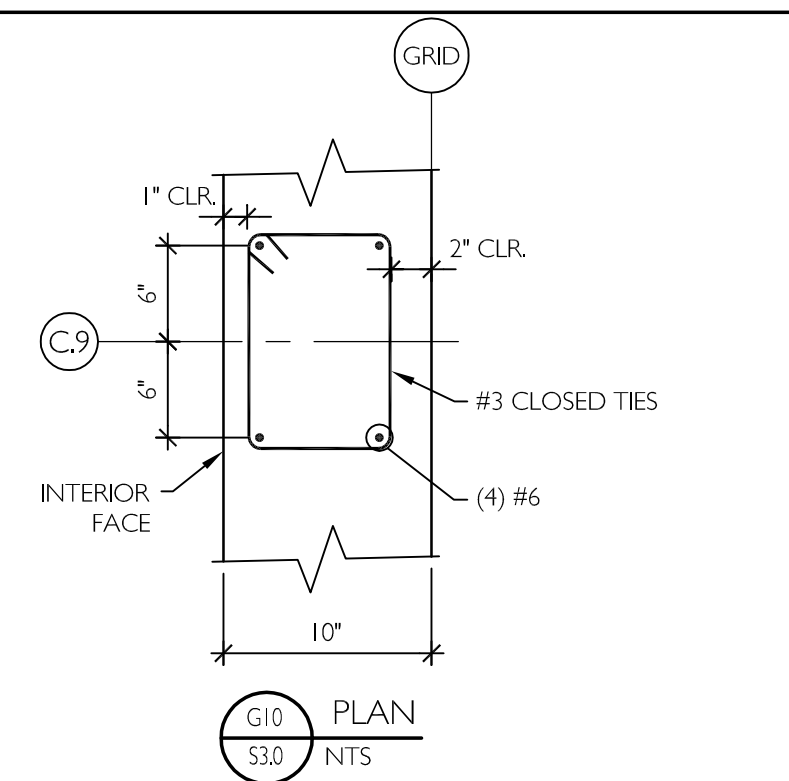 GRID
1" CLR.
2" CLR.
6"
C.9
6"
#3 CLOSED TIES
(4) #6
INTERIOR
FACE
10"
G10
PLAN
S3.0
NTS